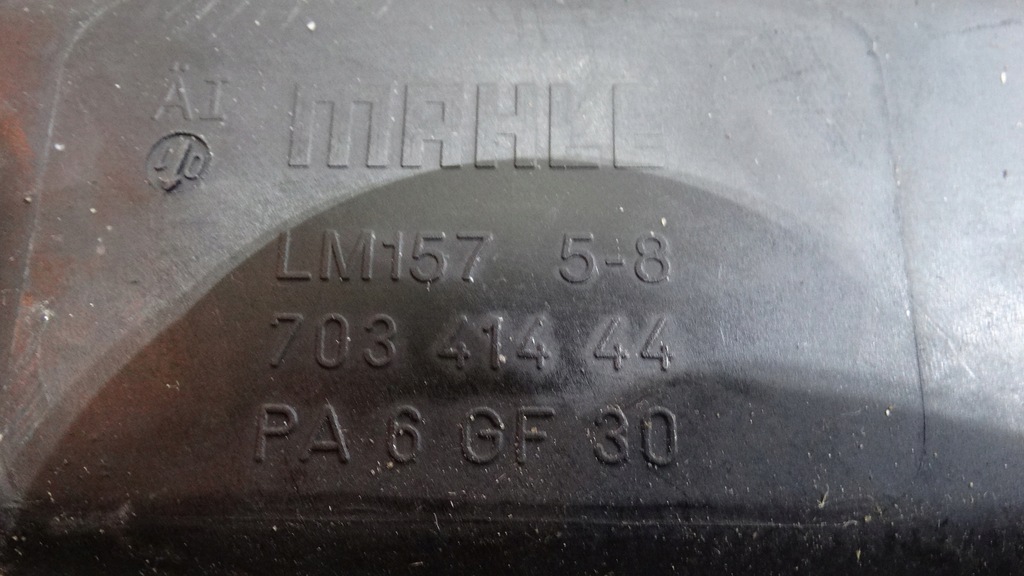 ÄI MAHLE
LM157 5-8
703 414 44
PA 6 GF 30